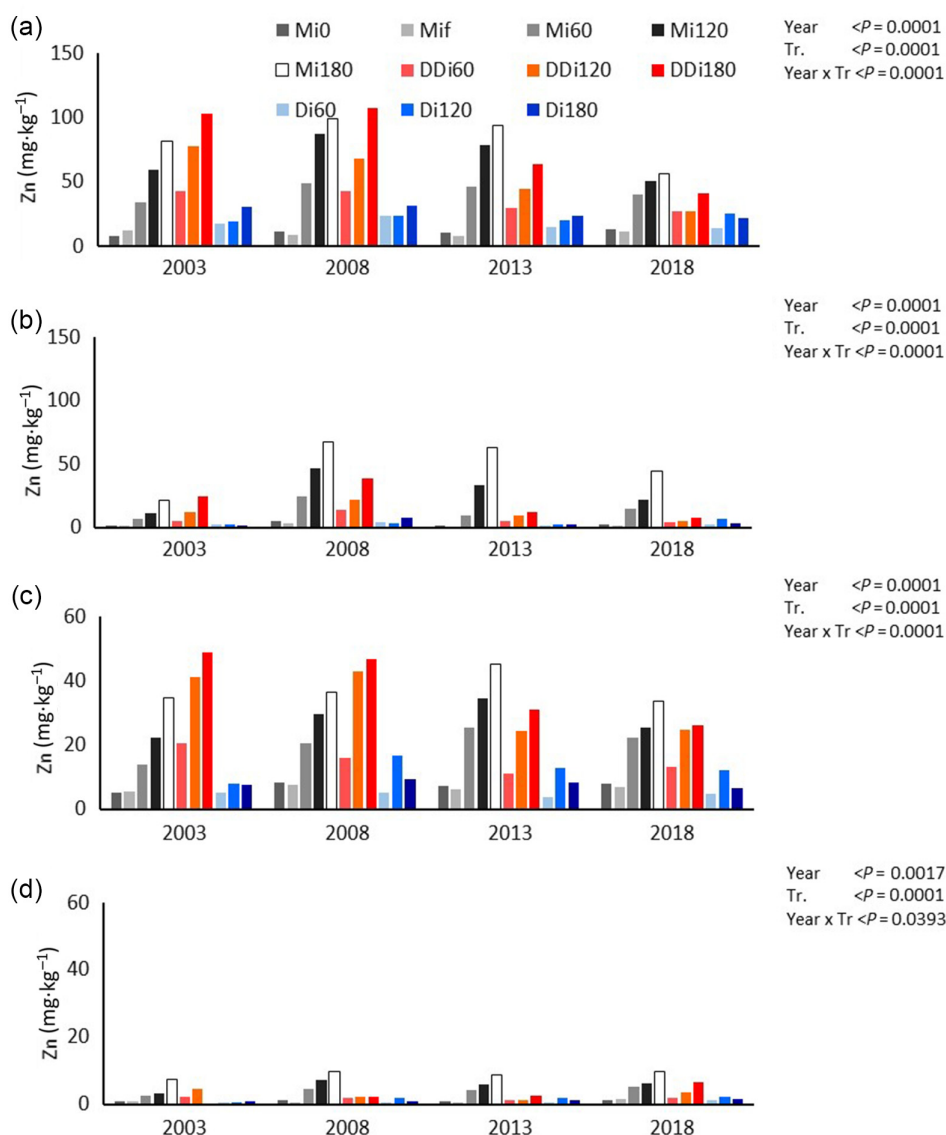 (a)
Mi0 Mif Mi60 Mi120
Mi180 DDi60 DDi120 DDi180
Di60 Di120 Di180
Year <P = 0.0001
Tr. <P = 0.0001
Year x Tr <P = 0.0001
150
100
50
0
Zn (mg·kg⁻¹)
2003 2008 2013 2018
(b)
Year <P = 0.0001
Tr. <P = 0.0001
Year x Tr <P = 0.0001
150
100
50
0
Zn (mg·kg⁻¹)
2003 2008 2013 2018
(c)
Year <P = 0.0001
Tr. <P = 0.0001
Year x Tr <P = 0.0001
60
40
20
0
Zn (mg·kg⁻¹)
2003 2008 2013 2018
(d)
Year <P = 0.0017
Tr. <P = 0.0001
Year x Tr <P = 0.0393
60
40
20
0
Zn (mg·kg⁻¹)
2003 2008 2013 2018